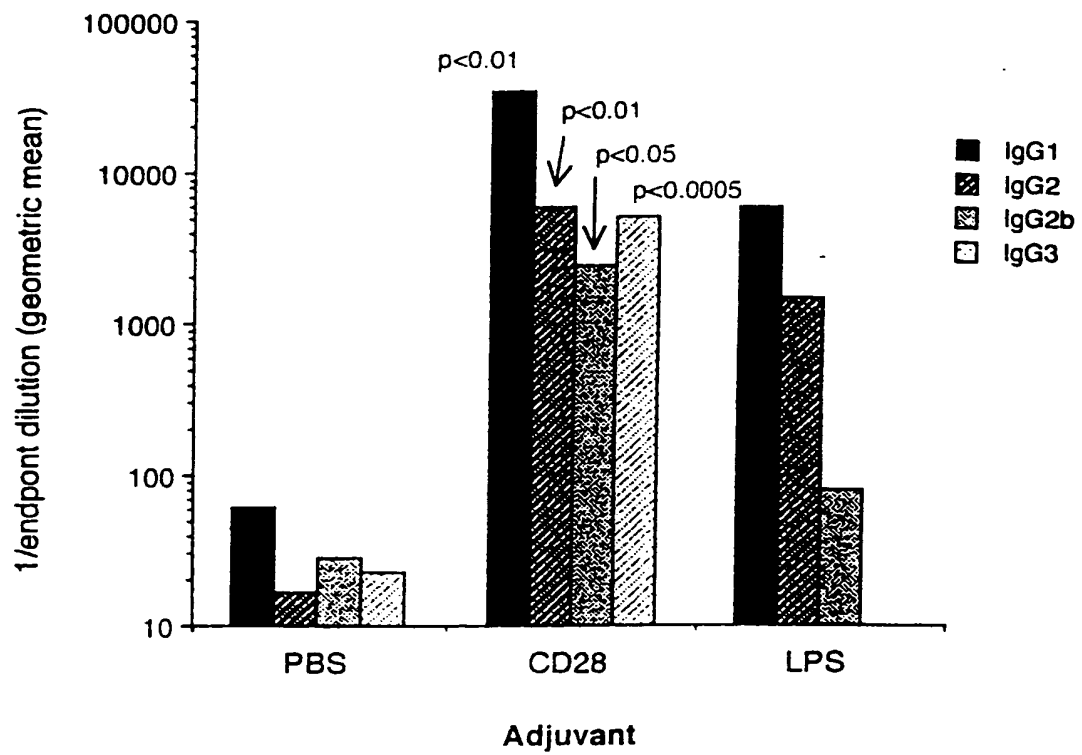 1/endpont dilution (geometric mean)
100000
10000
1000
100
10
p<0.01
p<0.01
p<0.05
p<0.0005
IgG1
IgG2
IgG2b
IgG3
PBS
CD28
LPS
Adjuvant